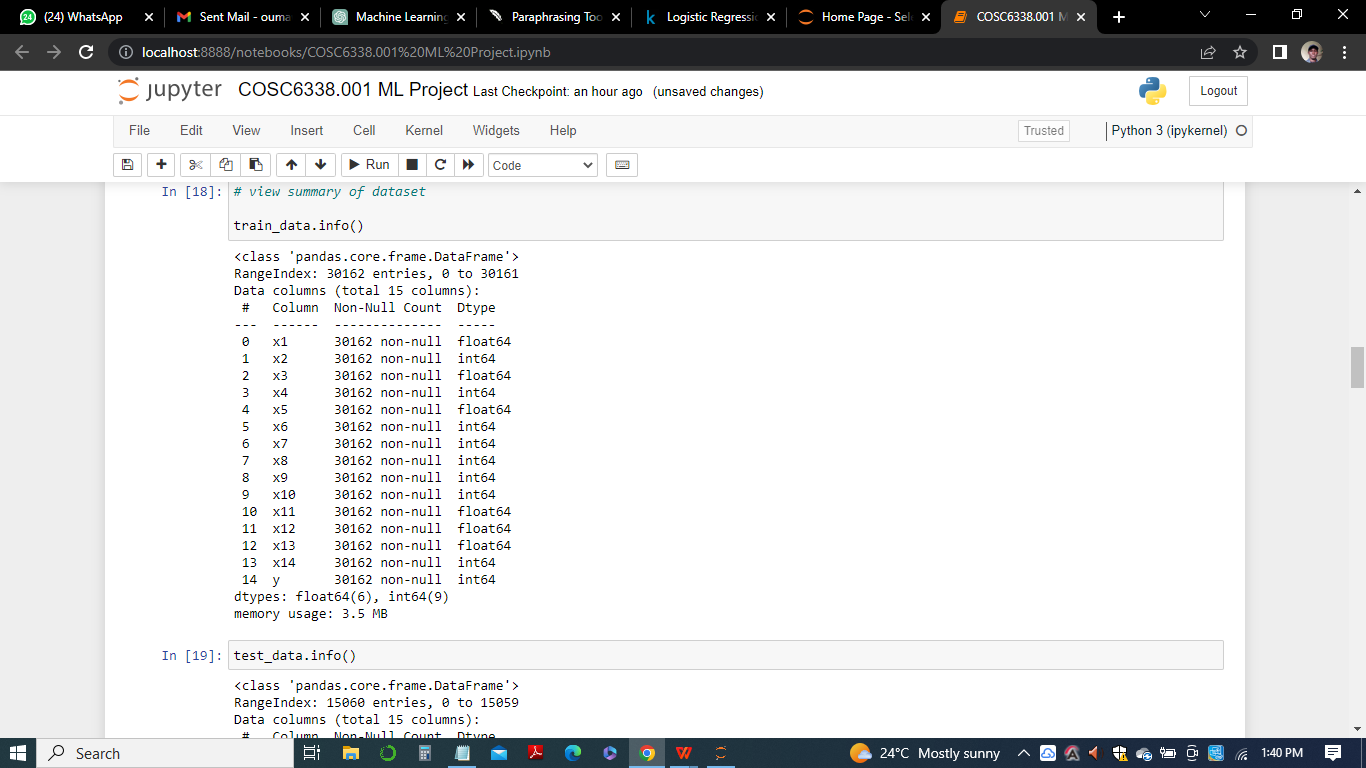 (24) WhatsApp
Sent Mail - ouma
Machine Learning
Paraphrasing Too
Logistic Regressi
Home Page - Sel
COSC6338.001 M
localhost:8888/notebooks/COSC6338.001%20ML%20Project.ipynb
jupyter COSC6338.001 ML Project Last Checkpoint: an hour ago (unsaved changes)
Logout
File Edit View Insert Cell Kernel Widgets Help
Trusted
Python 3 (ipykernel)
Run
Code
In [18]: # view summary of dataset
train_data.info()
<class 'pandas.core.frame.DataFrame'>
RangeIndex: 30162 entries, 0 to 30161
Data columns (total 15 columns):
# Column Non-Null Count Dtype
--- ------ -------------- -----
0 x1 30162 non-null float64
1 x2 30162 non-null int64
2 x3 30162 non-null float64
3 x4 30162 non-null int64
4 x5 30162 non-null float64
5 x6 30162 non-null int64
6 x7 30162 non-null int64
7 x8 30162 non-null int64
8 x9 30162 non-null int64
9 x10 30162 non-null int64
10 x11 30162 non-null float64
11 x12 30162 non-null float64
12 x13 30162 non-null float64
13 x14 30162 non-null int64
14 y 30162 non-null int64
dtypes: float64(6), int64(9)
memory usage: 3.5 MB
In [19]: test_data.info()
<class 'pandas.core.frame.DataFrame'>
RangeIndex: 15060 entries, 0 to 15059
Data columns (total 15 columns):
# Column Non-Null Count Dtype
Search
24°C Mostly sunny
1:40 PM